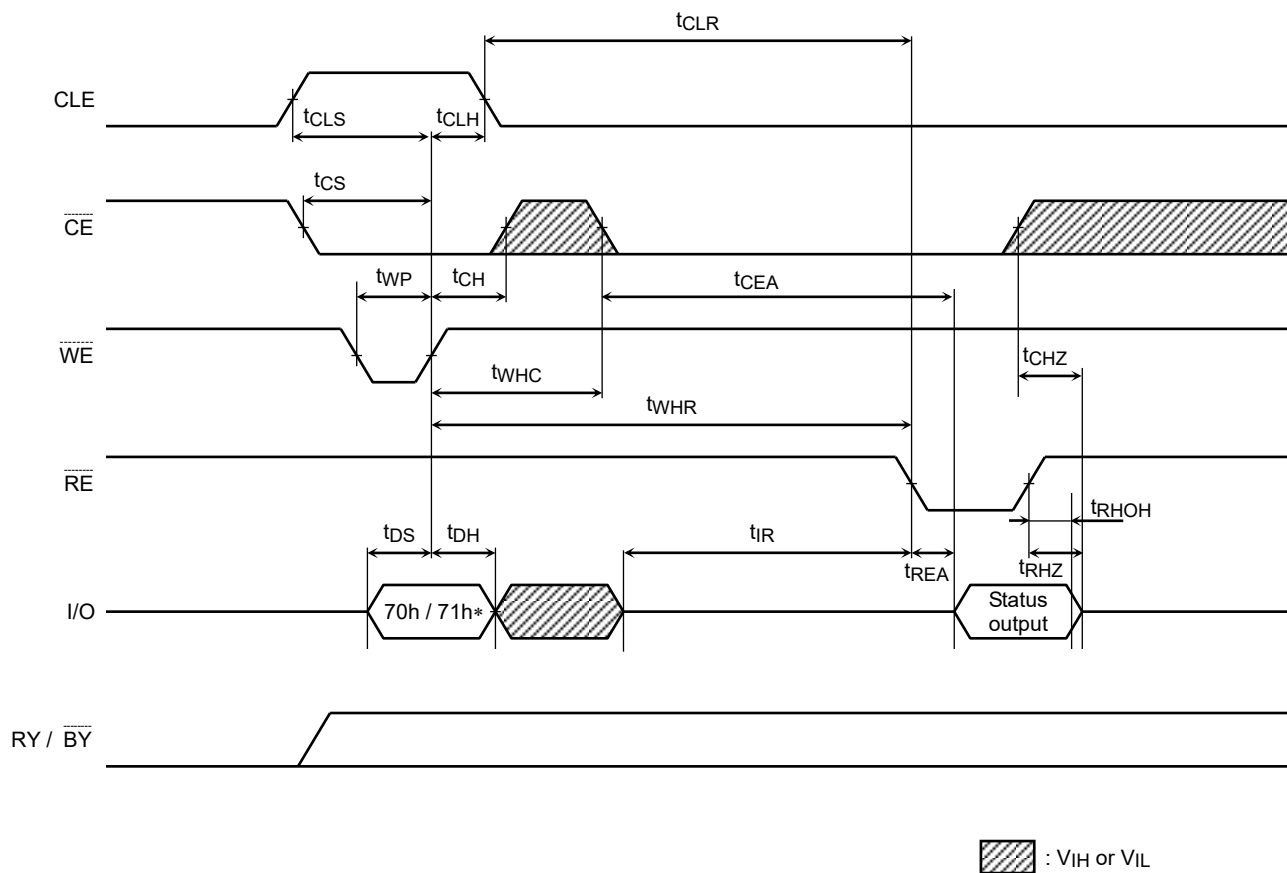 tCLR
CLE
tCLS
tCLH
tCS
CE
tWP
tCH
tCEA
WE
tCHZ
tWHC
tWHR
RE
tRHOH
tDS
tDH
tIR
tREA
tRHZ
I/O
70h / 71h*
Status
output
RY / BY
: VIH or VIL